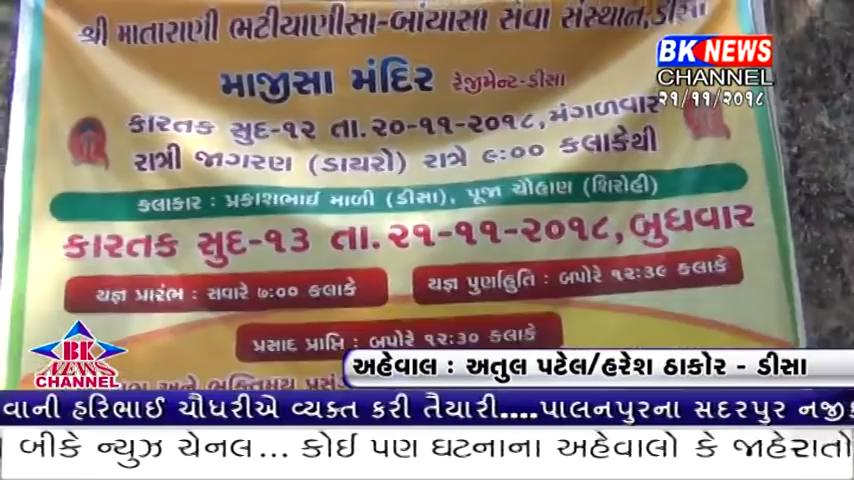 શ્રી માતારાણી ભટીયાણીસા-બાંયાસા સેવા સંસ્થાન, ડીસા
BK NEWS
CHANNEL
૨૧/૧૧/૨૦૧૮
માજીસા મંદિર રેજીમેન્ટ-ડીસા
કારતક સુદ-૧૨ તા.૨૦-૧૧-૨૦૧૮,મંગળવાર
રાત્રી જાગરણ (ડાયરો) રાત્રે ૯:૦૦ કલાકેથી
કલાકાર : પ્રકાશભાઈ માળી (ડીસા), પૂજા ચૌહાણ (શિરોહી)
કારતક સુદ-૧૩ તા.૨૧-૧૧-૨૦૧૮,બુધવાર
યજ્ઞ પ્રારંભ : સવારે ૭:૦૦ કલાકે
યજ્ઞ પુર્ણાહુતિ : બપોરે ૧૨:૩૯ કલાકે
પ્રસાદ પ્રાપ્તિ : બપોરે ૧૨:૩૦ કલાકે
BK
NEWS
CHANNEL
અહેવાલ : અતુલ પટેલ/હરેશ ઠાકોર - ડીસા
અને ભક્તિમય
વાની હરિભાઈ ચૌધરીએ વ્યક્ત કરી તૈયારી....પાલનપુરના સદરપુર નજીક
બીકે ન્યુઝ ચેનલ... કોઈ પણ ઘટનાના અહેવાલો કે જાહેરાતો